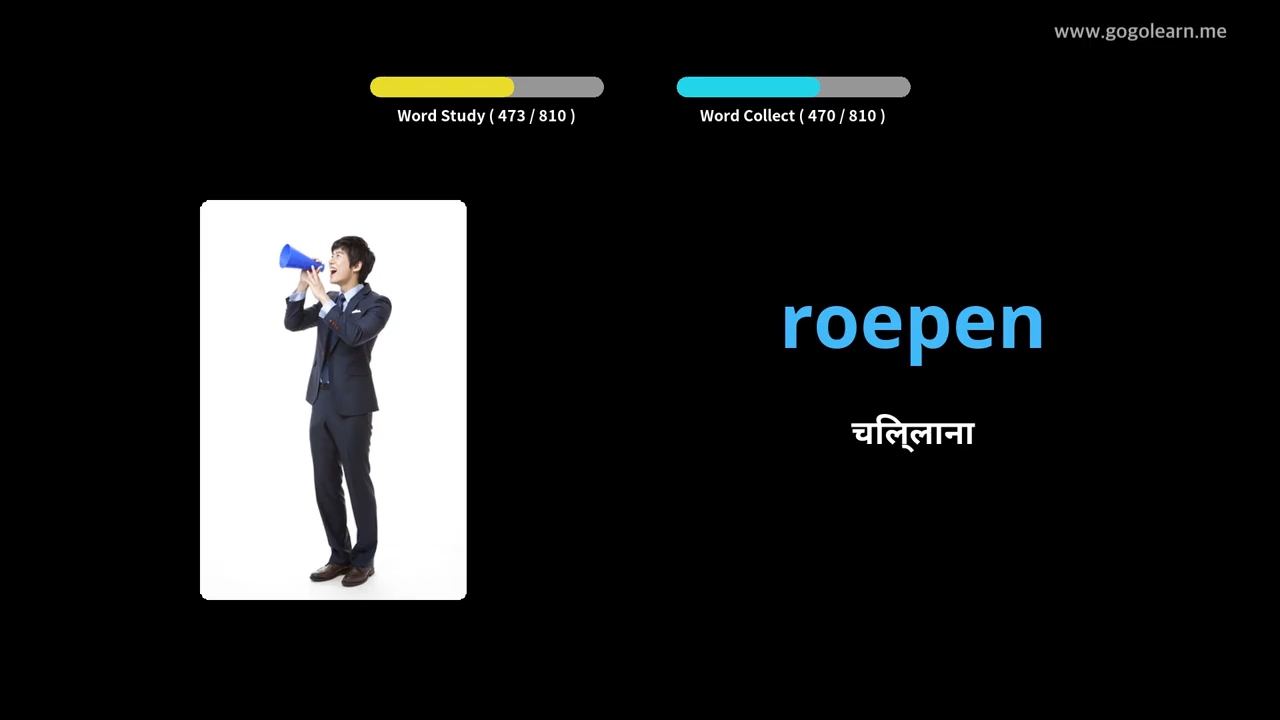 www.gogolearn.me
Word Study ( 473 / 810 )
Word Collect ( 470 / 810 )
roepen
चिल्लाना